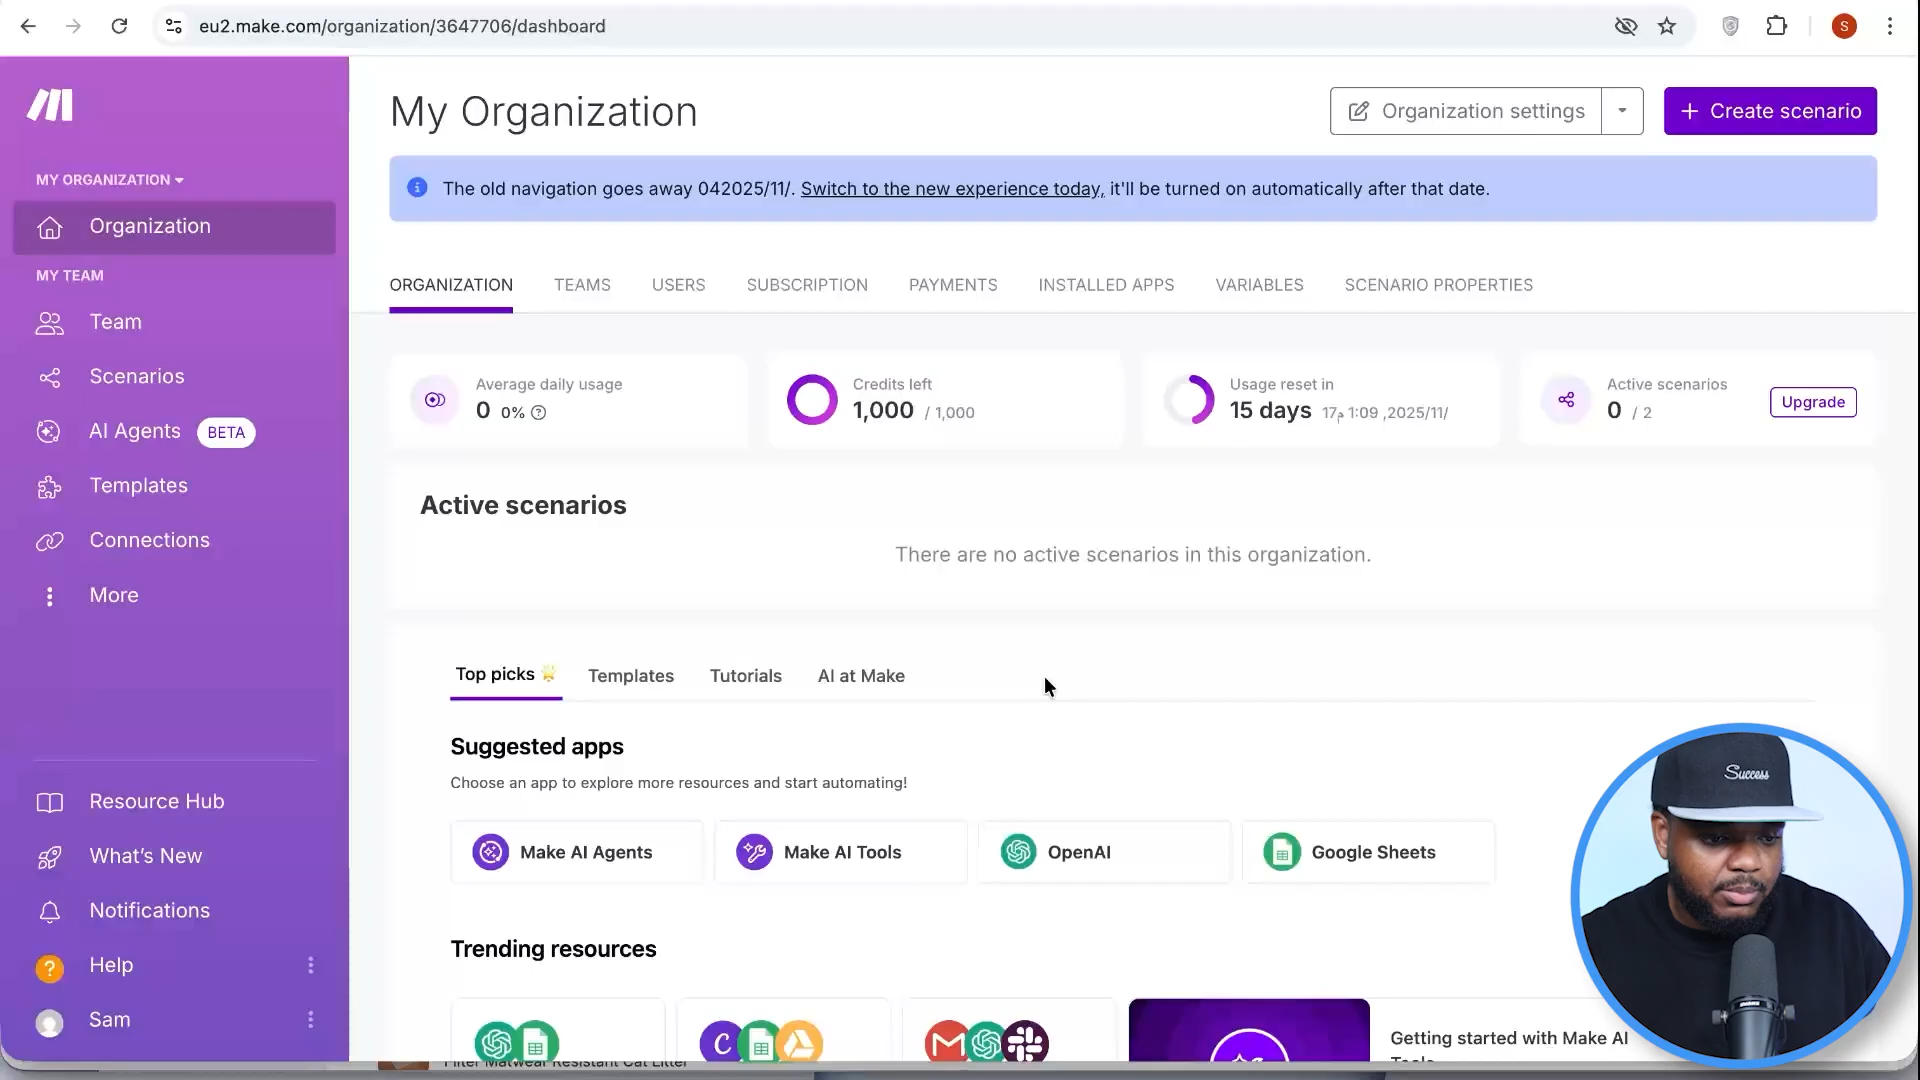 eu2.make.com/organization/3647706/dashboard
S
MY ORGANIZATION
Organization
MY TEAM
Team
Scenarios
AI Agents BETA
Templates
Connections
More
Resource Hub
What's New
Notifications
Help
Sam
My Organization
Organization settings
+ Create scenario
The old navigation goes away 042025/11/. Switch to the new experience today, it'll be turned on automatically after that date.
ORGANIZATION TEAMS USERS SUBSCRIPTION PAYMENTS INSTALLED APPS VARIABLES SCENARIO PROPERTIES
Average daily usage
0 0%
Credits left
1,000 / 1,000
Usage reset in
15 days 17م 1:09 ,2025/11/
Active scenarios
0 / 2
Upgrade
Active scenarios
There are no active scenarios in this organization.
Top picks Templates Tutorials AI at Make
Suggested apps
Choose an app to explore more resources and start automating!
Make AI Agents
Make AI Tools
OpenAI
Google Sheets
Trending resources
Getting started with Make AI
Success